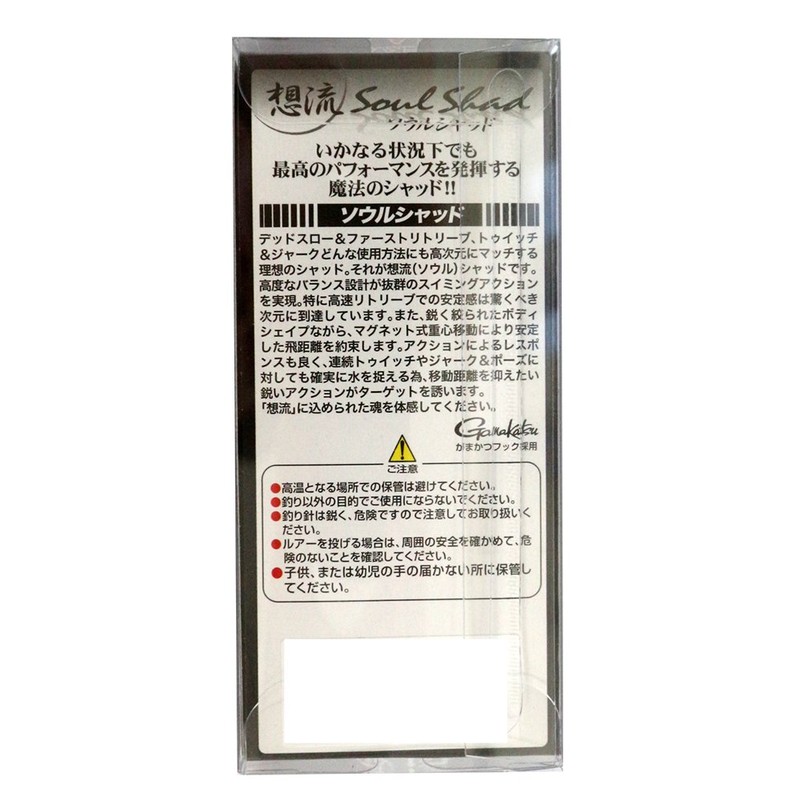 想流 Soul Shad
ソウルシャッド
いかなる状況下でも
最高のパフォーマンスを発揮する
魔法のシャッド!!
ソウルシャッド
デッドスロー&ファーストリトリーブ、トゥイッチ
&ジャークどんな使用方法にも高次元にマッチする
理想のシャッド。それが想流(ソウル)シャッドです。
高度なバランス設計が抜群のスイミングアクション
を実現。特に高速リトリーブでの安定感は驚くべき
次元に到達しています。また、鋭く絞られたボディ
シェイプながら、マグネット式重心移動により安定
した飛距離を約束します。アクションによるレスポ
ンスも良く、連続トゥイッチやジャーク&ポーズに
対しても確実に水を捉える為、移動距離を抑えたい
鋭いアクションがターゲットを誘います。
「想流」に込められた魂を体感してください。
Gamakatsu
がまかつフック採用
ご注意
●高温となる場所での保管は避けてください。
●釣り以外の目的でご使用にならないでください。
●釣り針は鋭く、危険ですので注意してお取り扱いく
ださい。
●ルアーを投げる場合は、周囲の安全を確かめて、危
険のないことを確認してください。
●子供、または幼児の手の届かない所に保管し
てください。